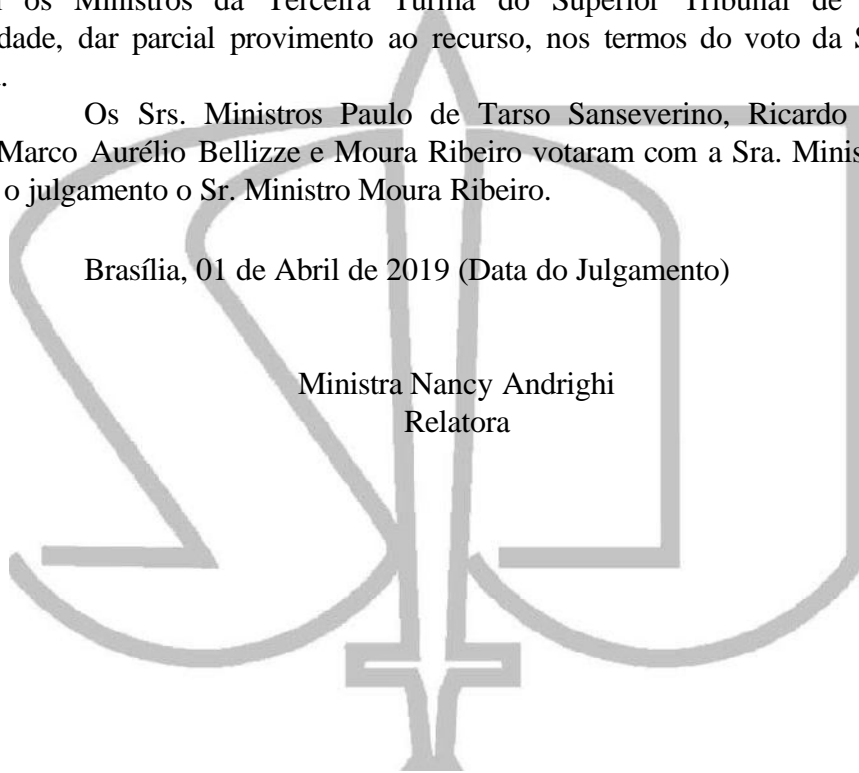 os Ministros da Terceira Turma do Superior Tribunal de
dade, dar parcial provimento ao recurso, nos termos do voto da S
.
Os Srs. Ministros Paulo de Tarso Sanseverino, Ricardo
Marco Aurélio Bellizze e Moura Ribeiro votaram com a Sra. Minis
o julgamento o Sr. Ministro Moura Ribeiro.
Brasília, 01 de Abril de 2019 (Data do Julgamento)
Ministra Nancy Andrighi
Relatora